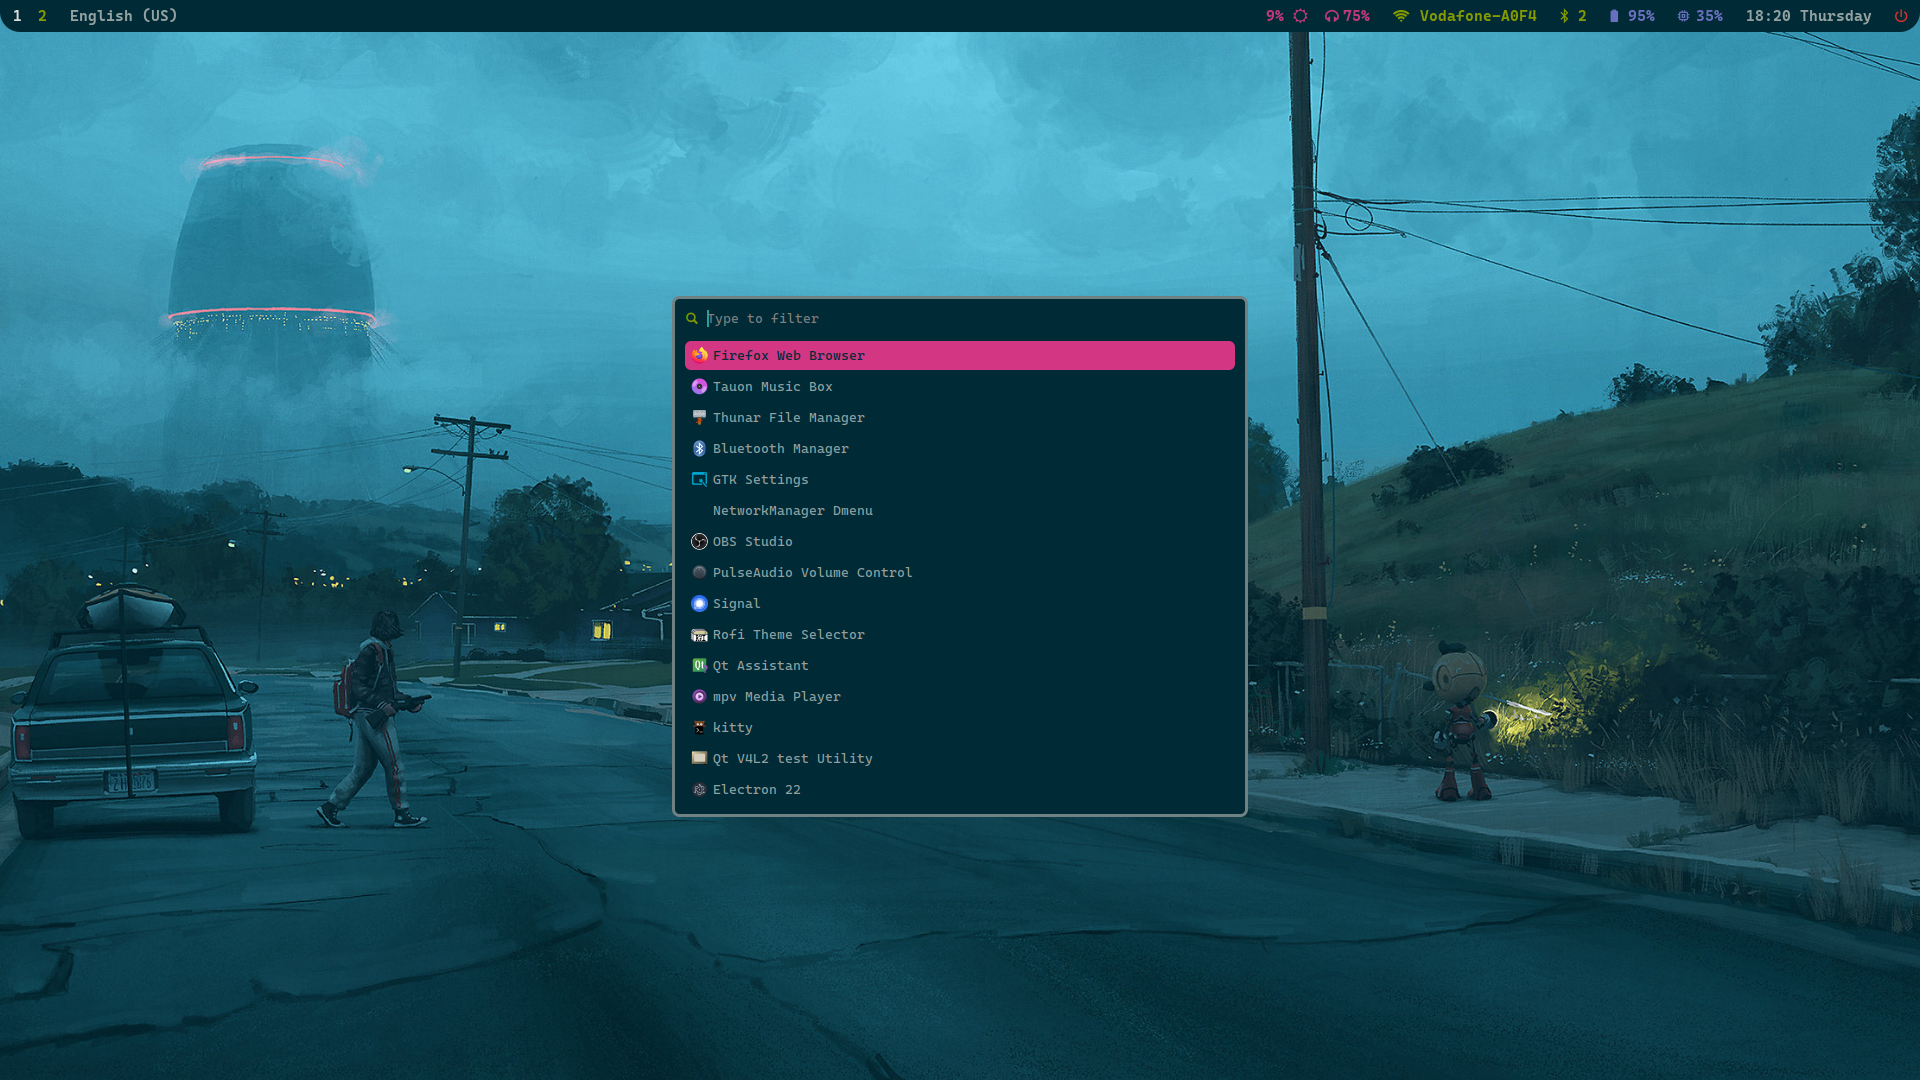 1 2 English (US) 9% 75% Vodafone-A0F4 2 95% 35% 18:20 Thursday
Type to filter
Firefox Web Browser
Tauon Music Box
Thunar File Manager
Bluetooth Manager
GTK Settings
NetworkManager Dmenu
OBS Studio
PulseAudio Volume Control
Signal
Rofi Theme Selector
Qt Assistant
mpv Media Player
kitty
Qt V4L2 test Utility
Electron 22